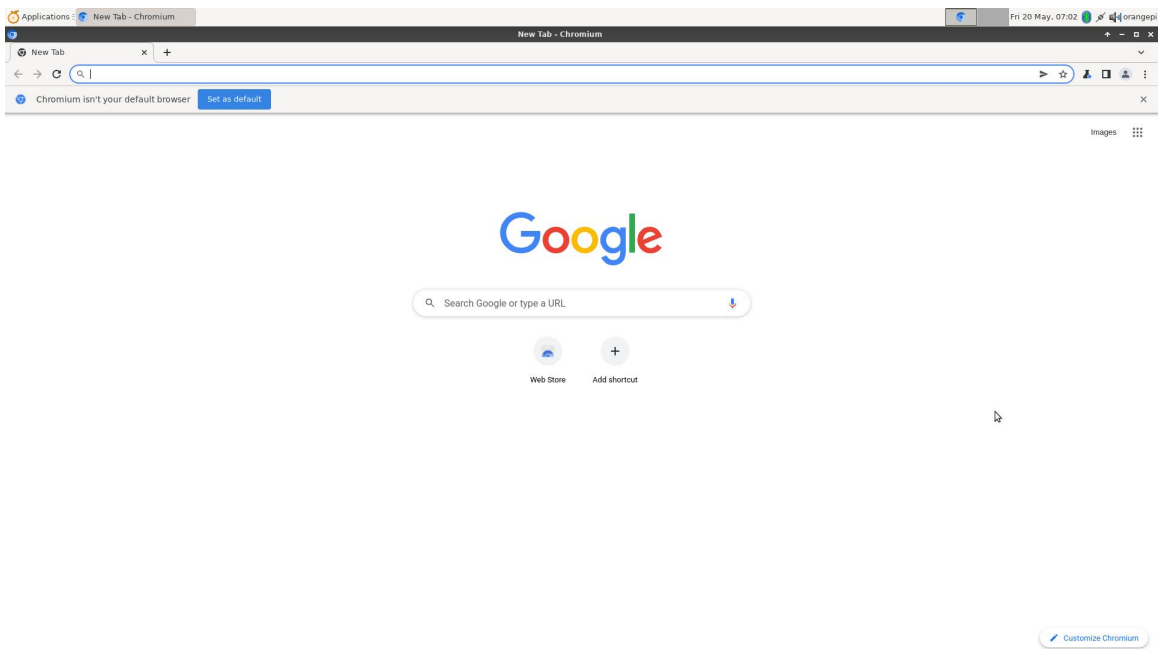 Applications
New Tab - Chromium
Fri 20 May, 07:02
orangepi
New Tab - Chromium
New Tab
Chromium isn't your default browser
Set as default
Images
Google
Search Google or type a URL
Web Store
Add shortcut
Customize Chromium